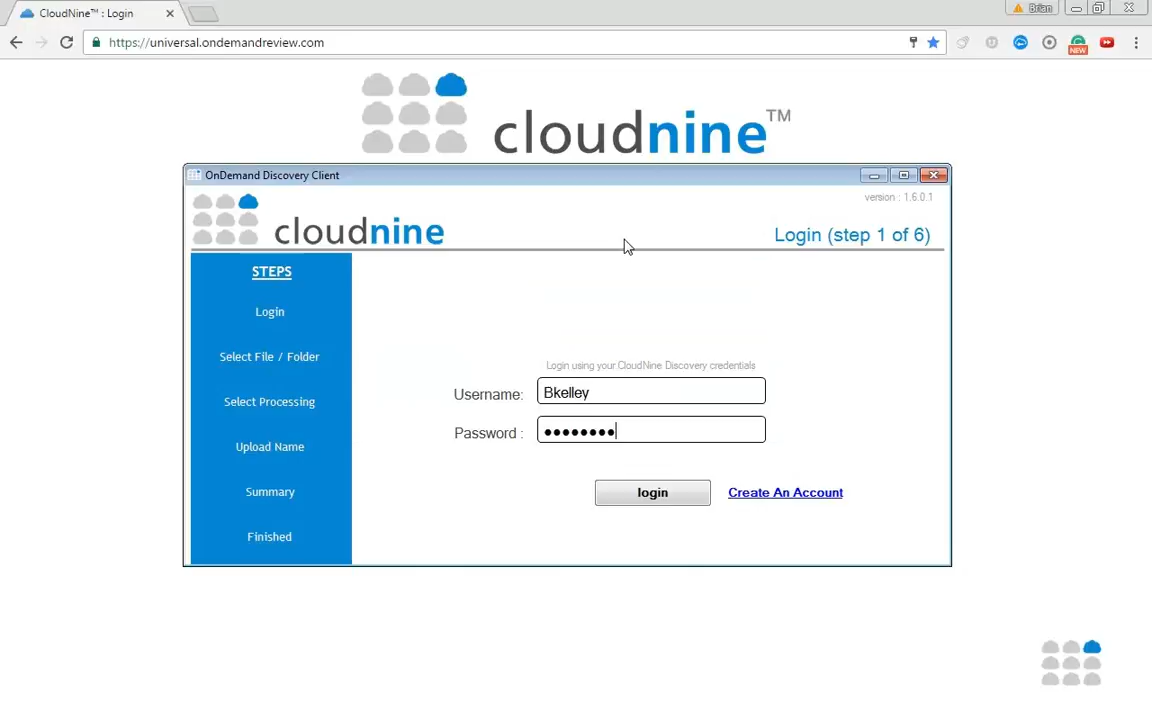 CloudNine™ : Login
Brian
https://universal.ondemandreview.com
NEW
cloudnine™
OnDemand Discovery Client
version : 1.6.0.1
cloudnine
Login (step 1 of 6)
STEPS
Login
Select File / Folder
Select Processing
Upload Name
Summary
Finished
Login using your CloudNine Discovery credentials
Username: Bkelley
Password : ••••••••
login
Create An Account